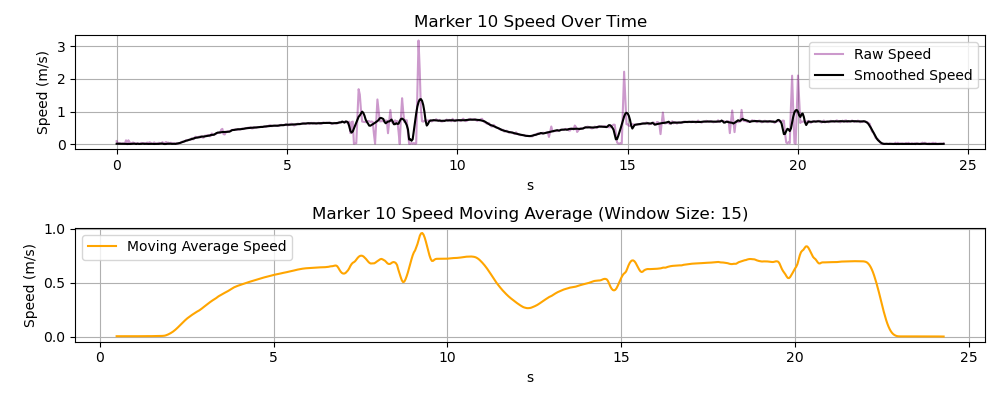 Marker 10 Speed Over Time
Speed (m/s)
3
2
1
0
Raw Speed
Smoothed Speed
0 5 10 15 20 25
s
Marker 10 Speed Moving Average (Window Size: 15)
Speed (m/s)
1.0
0.5
0.0
Moving Average Speed
0 5 10 15 20 25
s